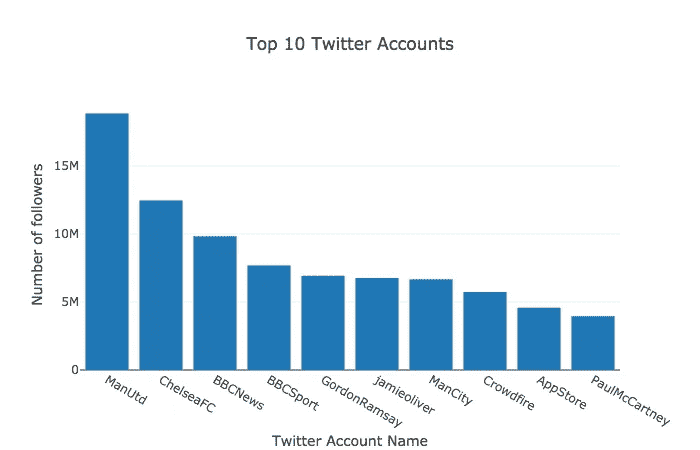 Top 10 Twitter Accounts
Number of followers
15M
10M
5M
0
ManUtd
ChelseaFC
BBCNews
BBCSport
GordonRamsay
jamieoliver
ManCity
Crowdfire
AppStore
PaulMcCartney
Twitter Account Name